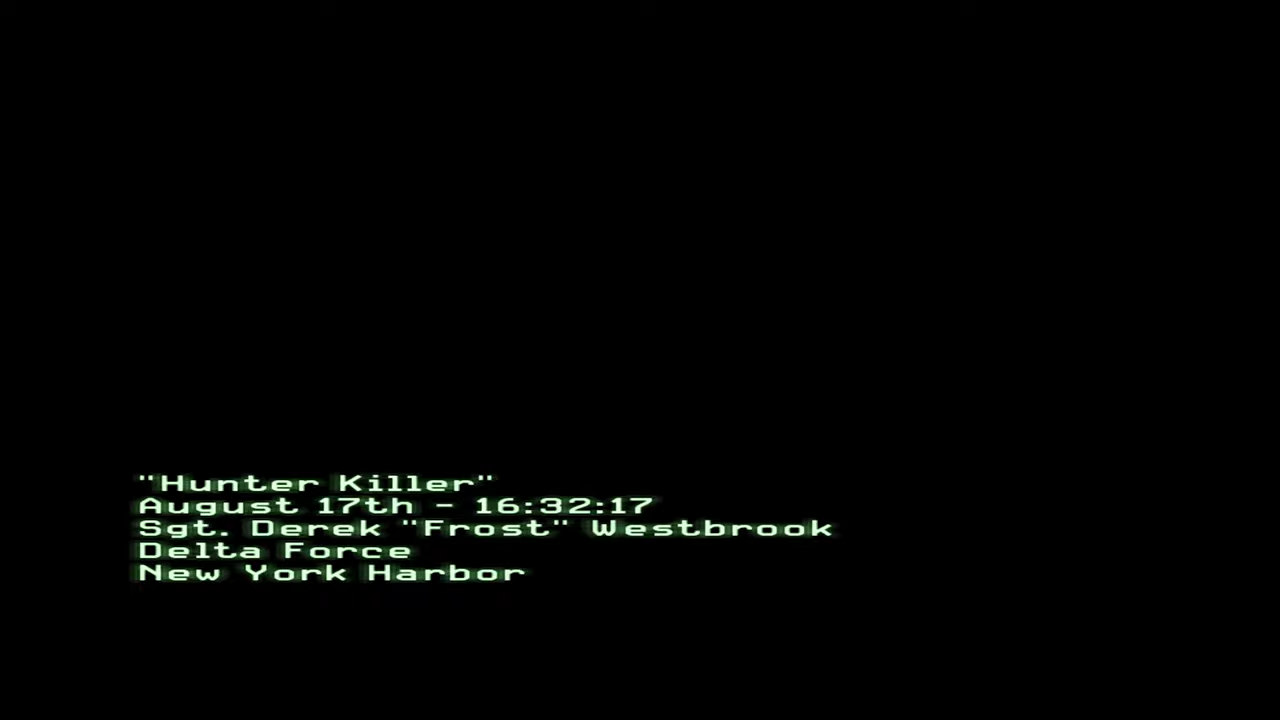 "Hunter Killer"
August 17th - 16:32:17
Sgt. Derek "Frost" Westbrook
Delta Force
New York Harbor